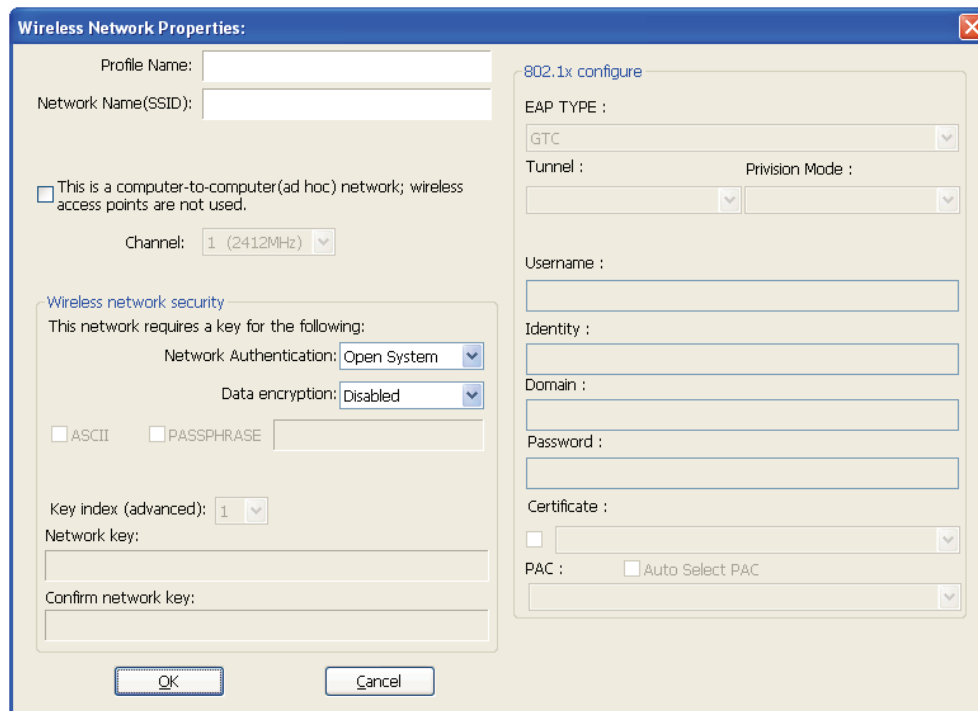 Wireless Network Properties:
Profile Name:
Network Name(SSID):
This is a computer-to-computer(ad hoc) network; wireless
access points are not used.
Channel: 1 (2412MHz)
Wireless network security
This network requires a key for the following:
Network Authentication: Open System
Data encryption: Disabled
ASCII PASSPHRASE
Key index (advanced): 1
Network key:
Confirm network key:
OK Cancel
802.1x configure
EAP TYPE :
GTC
Tunnel : Privision Mode :
Username :
Identity :
Domain :
Password :
Certificate :
PAC : Auto Select PAC